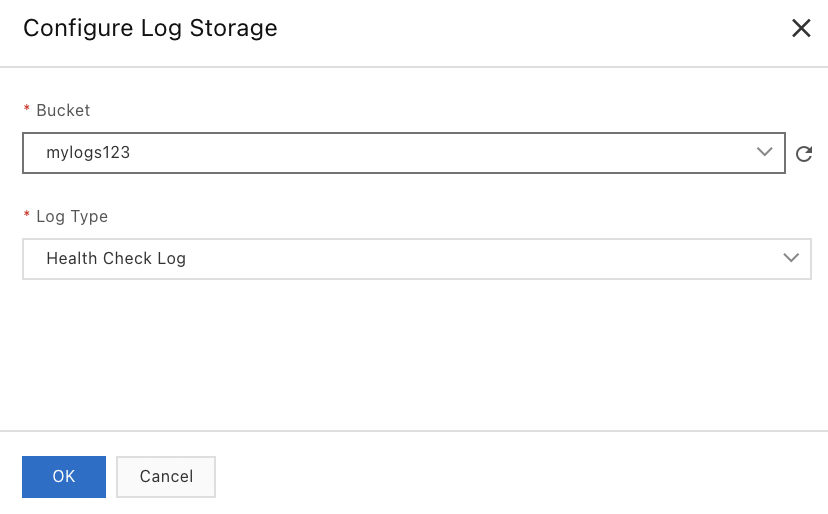 Configure Log Storage
* Bucket
mylogs123
* Log Type
Health Check Log
OK
Cancel